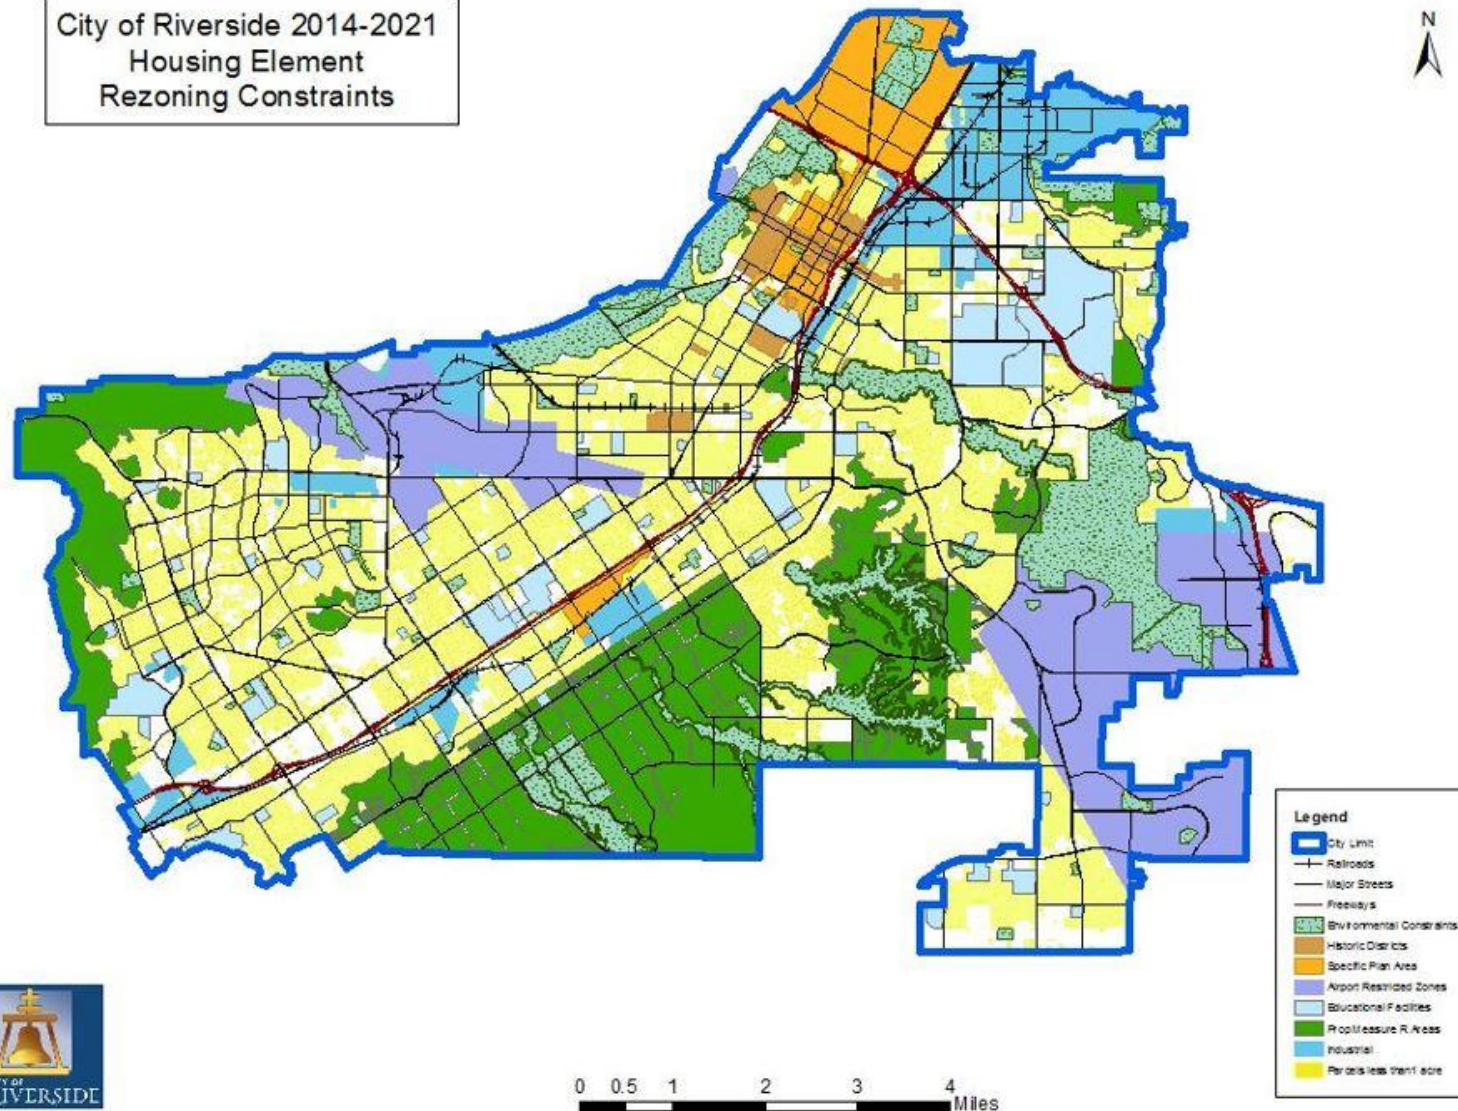 City of Riverside 2014-2021
Housing Element
Rezoning Constraints
N
Legend
City Limit
Railroads
Major Streets
Freeways
Environmental Constraints
Historic Districts
Specific Plan Area
Airport Restricted Zones
Educational Facilities
Prop/Measure R Areas
Industrial
Parcels less than 1 acre
RIVERSIDE
0 0.5 1 2 3 4
Miles